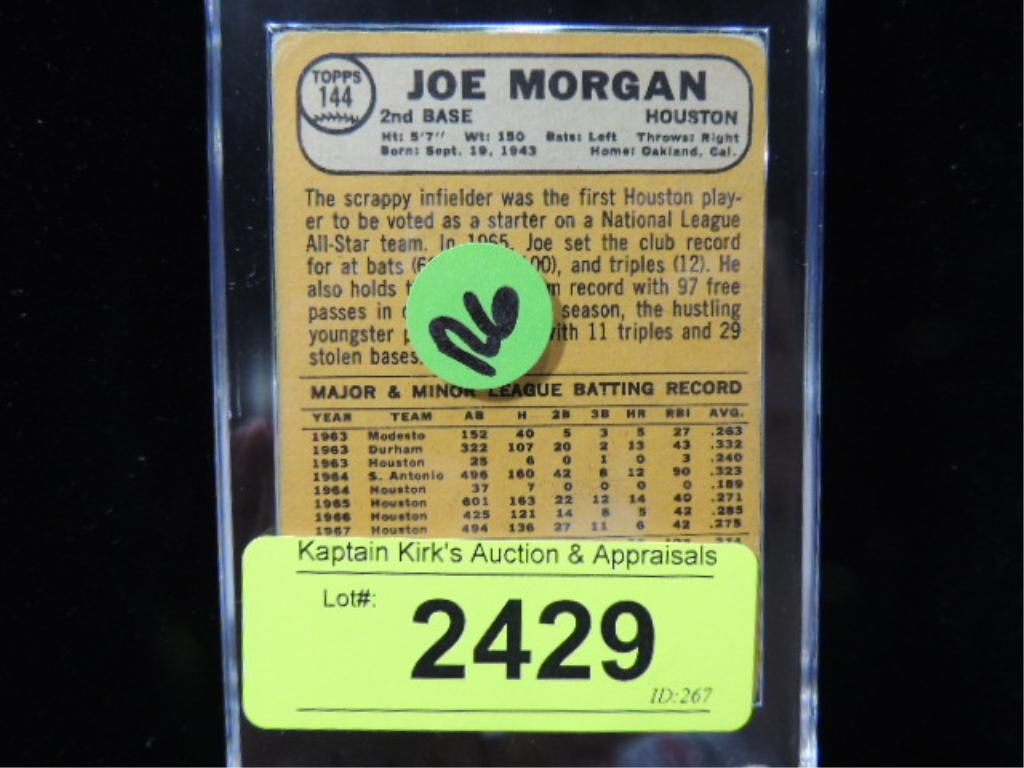 TOPPS
144
JOE MORGAN
2nd BASE HOUSTON
Ht: 5'7" Wt: 150 Bats: Left Throws: Right
Born: Sept. 19, 1943 Home: Oakland, Cal.
The scrappy infielder was the first Houston play-
er to be voted as a starter on a National League
All-Star team. In 1965, Joe set the club record
for at bats (6 00), and triples (12). He
also holds t m record with 97 free
passes in season, the hustling
youngster p ith 11 triples and 29
stolen bases.
MAJOR & MINOR LEAGUE BATTING RECORD
YEAR TEAM AB H 2B 3B HR RBI AVG.
1963 Modesto 152 40 5 3 5 27 .263
1963 Durham 322 107 20 2 13 43 .332
1963 Houston 25 6 0 1 0 3 .240
1964 S. Antonio 496 160 42 8 12 90 .323
1964 Houston 37 7 0 0 0 0 .189
1965 Houston 601 163 22 12 14 40 .271
1966 Houston 425 121 14 8 5 42 .285
1967 Houston 494 136 27 11 6 42 .275
Kaptain Kirk's Auction & Appraisals
Lot#: 2429
ID:267